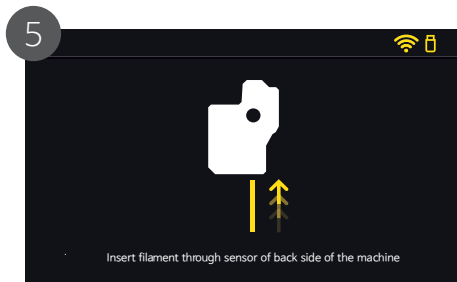 5
Insert filament through sensor of back side of the machine